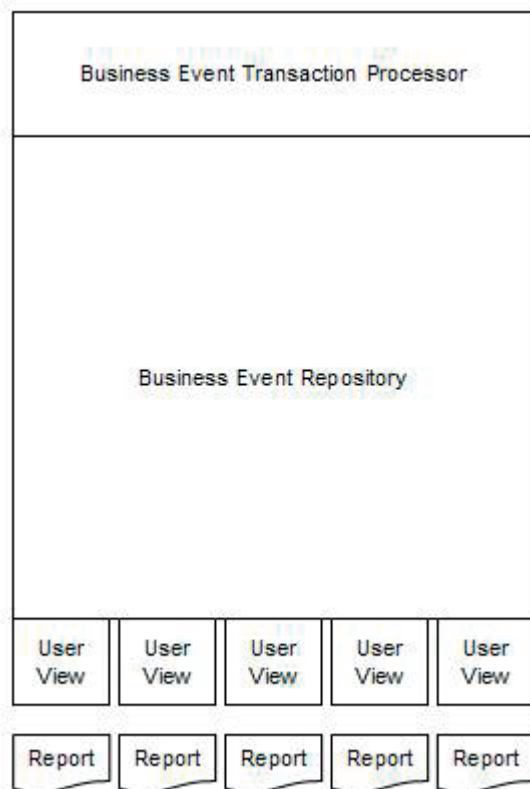 Business Event Transaction Processor
Business Event Repository
User View
User View
User View
User View
User View
Report
Report
Report
Report
Report